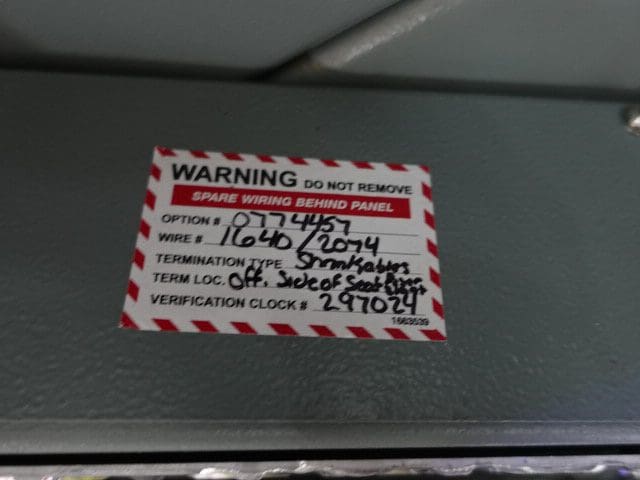 WARNING DO NOT REMOVE
SPARE WIRING BEHIND PANEL
OPTION # 0774457
WIRE # 1640/2074
TERMINATION TYPE
TERM LOC. Off. Side of Seat
VERIFICATION CLOCK # 297024
1663539